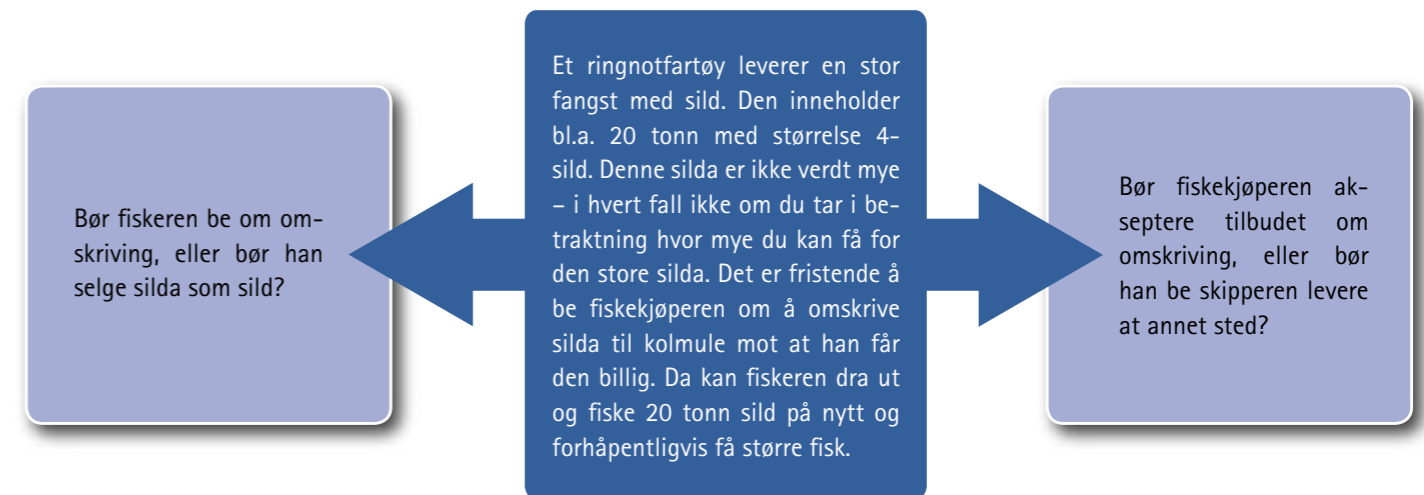 Bør fiskeren be om om-
skriving, eller bør han
selge silda som sild?
Et ringnotfartøy leverer en stor
fangst med sild. Den inneholder
bl.a. 20 tonn med størrelse 4-
sild. Denne silda er ikke verdt mye
– i hvert fall ikke om du tar i be-
traktning hvor mye du kan få for
den store silda. Det er fristende å
be fiskekjøperen om å omskrive
silda til kolmule mot at han får
den billig. Da kan fiskeren dra ut
og fiske 20 tonn sild på nytt og
forhåpentligvis få større fisk.
Bør fiskekjøperen ak-
septere tilbudet om
omskriving, eller bør
han be skipperen levere
at annet sted?